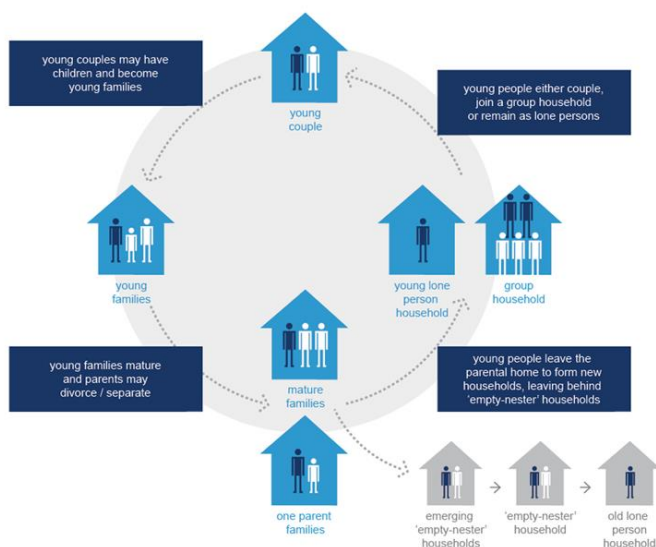 young couples may have
children and become
young families
young
couple
young people either couple,
join a group household
or remain as lone persons
young
families
young lone
person
household
group
household
young families mature
and parents may
divorce / separate
mature
families
young people leave the
parental home to form new
households, leaving behind
'empty-nester' households
one parent
families
emerging
'empty-nester'
households
'empty-nester'
household
old lone
person
household